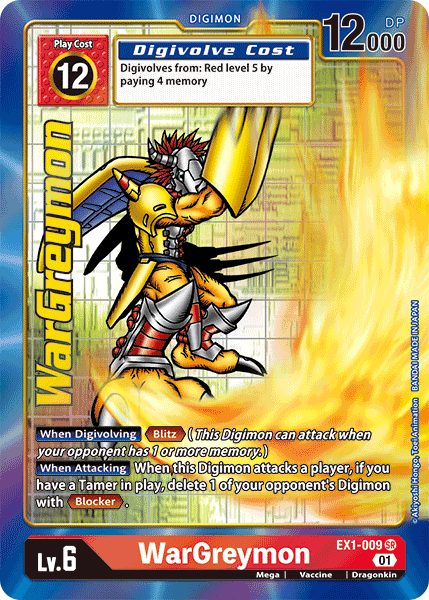 DIGIMON
Play Cost
12
Digivolve Cost
Digivolves from: Red level 5 by
paying 4 memory
DP
12000
WarGreymon
When Digivolving Blitz (This Digimon can attack when
your opponent has 1 or more memory.)
When Attacking When this Digimon attacks a player, if you
have a Tamer in play, delete 1 of your opponent's Digimon
with Blocker.
© Akiyoshi Hongo, Toei Animation BANDAI MADE IN JAPAN
Lv.6
WarGreymon
EX1-009 SR
01
Mega | Vaccine | Dragonkin